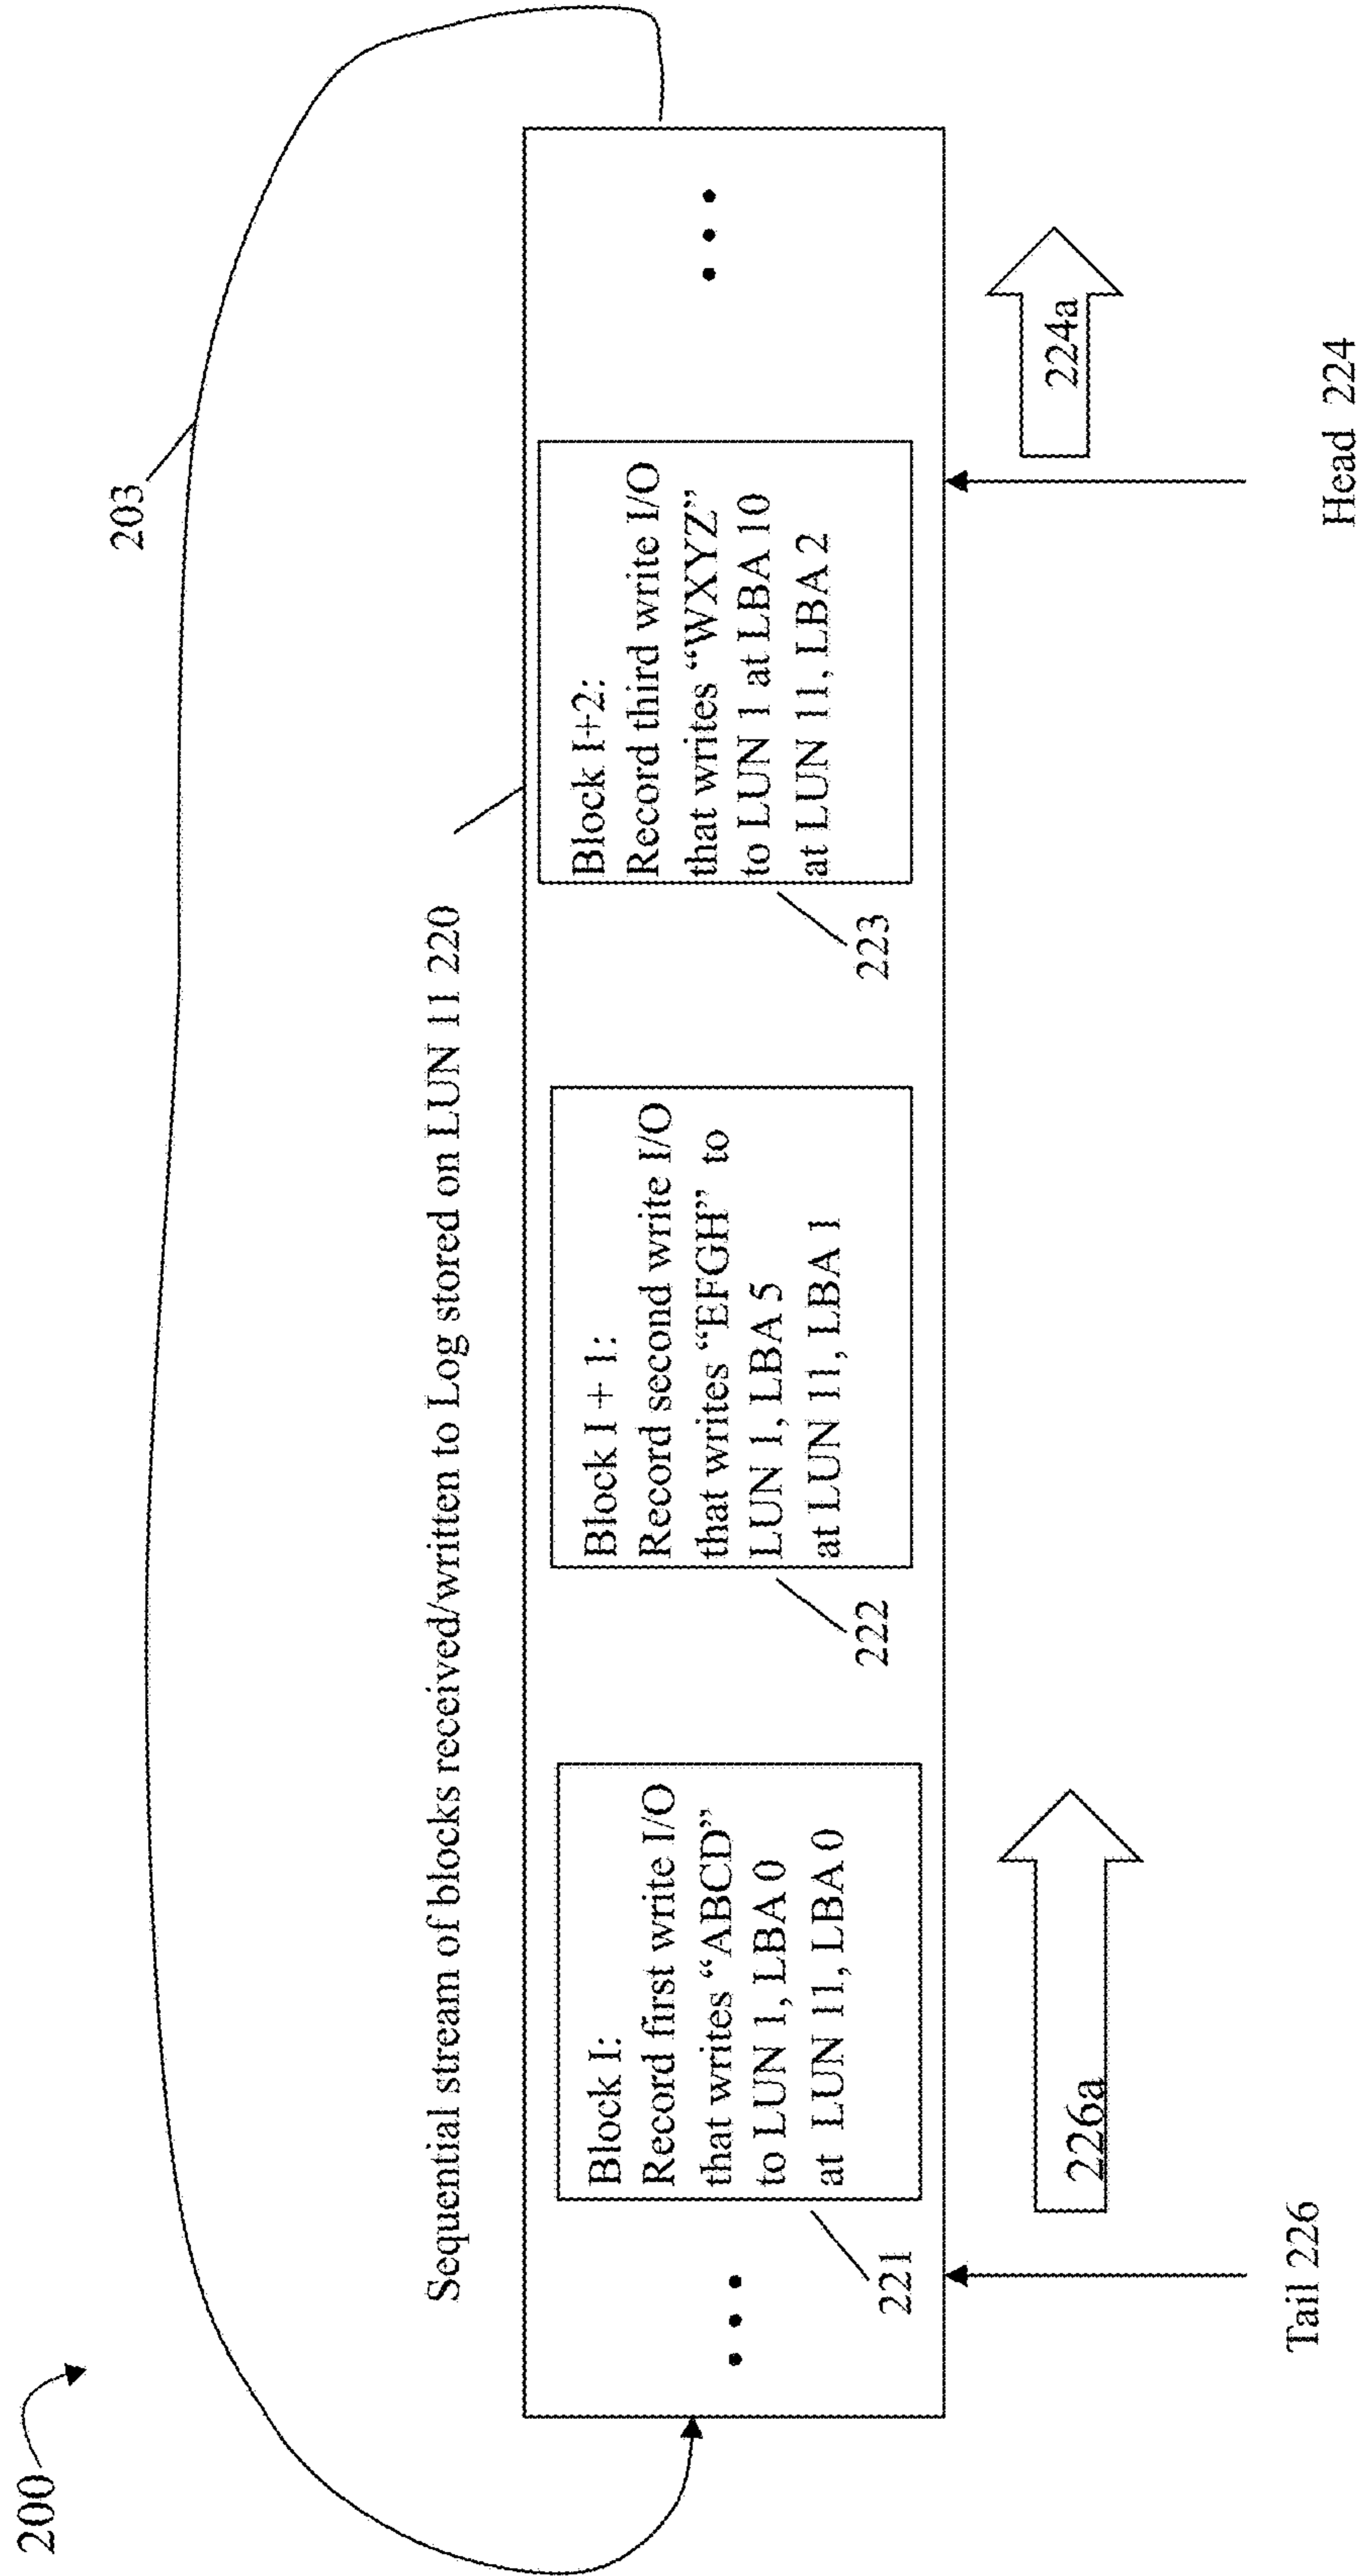 200
203
Sequential stream of blocks received/written to Log stored on LUN 11 220
Block I:
Record first write I/O
that writes “ABCD”
to LUN 1, LBA 0
at LUN 11, LBA 0
221
Block I + 1:
Record second write I/O
that writes “EFGH” to
LUN 1, LBA 5
at LUN 11, LBA 1
222
Block I+2:
Record third write I/O
that writes “WXYZ”
to LUN 1 at LBA 10
at LUN 11, LBA 2
223
226a
224a
Tail 226
Head 224